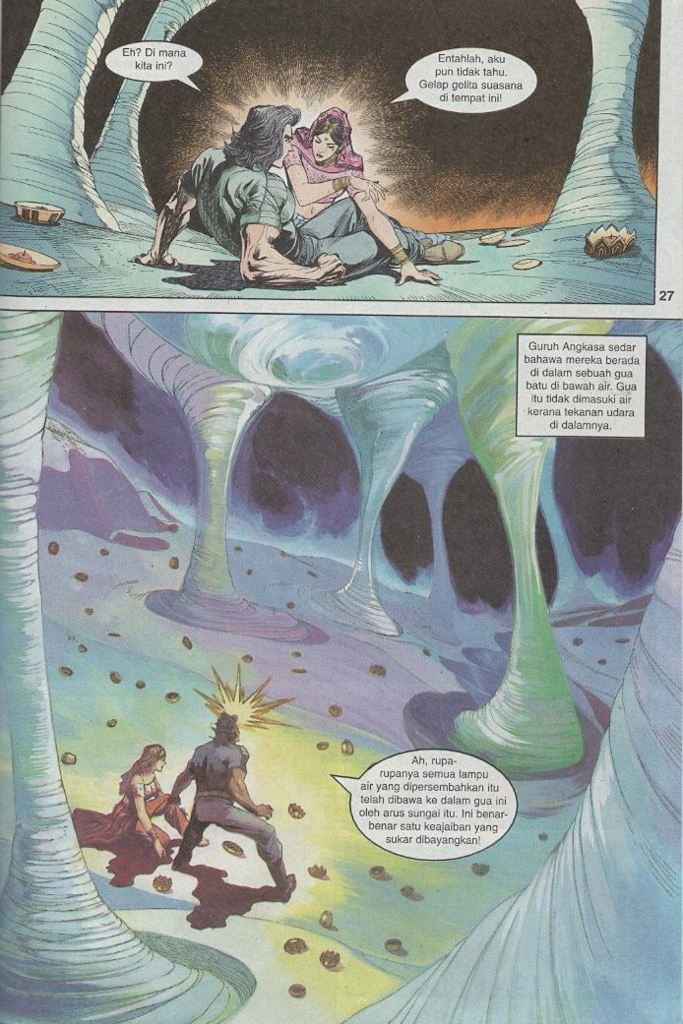 Eh? Di mana
kita ini?
Entahlah, aku
pun tidak tahu.
Gelap gelita suasana
di tempat ini!
27
Guruh Angkasa sedar
bahawa mereka berada
di dalam sebuah gua
batu di bawah air. Gua
itu tidak dimasuki air
kerana tekanan udara
di dalamnya.
Ah, rupa-
rupanya semua lampu
air yang dipersembahkan itu
telah dibawa ke dalam gua ini
oleh arus sungai itu. Ini benar-
benar satu keajaiban yang
sukar dibayangkan!